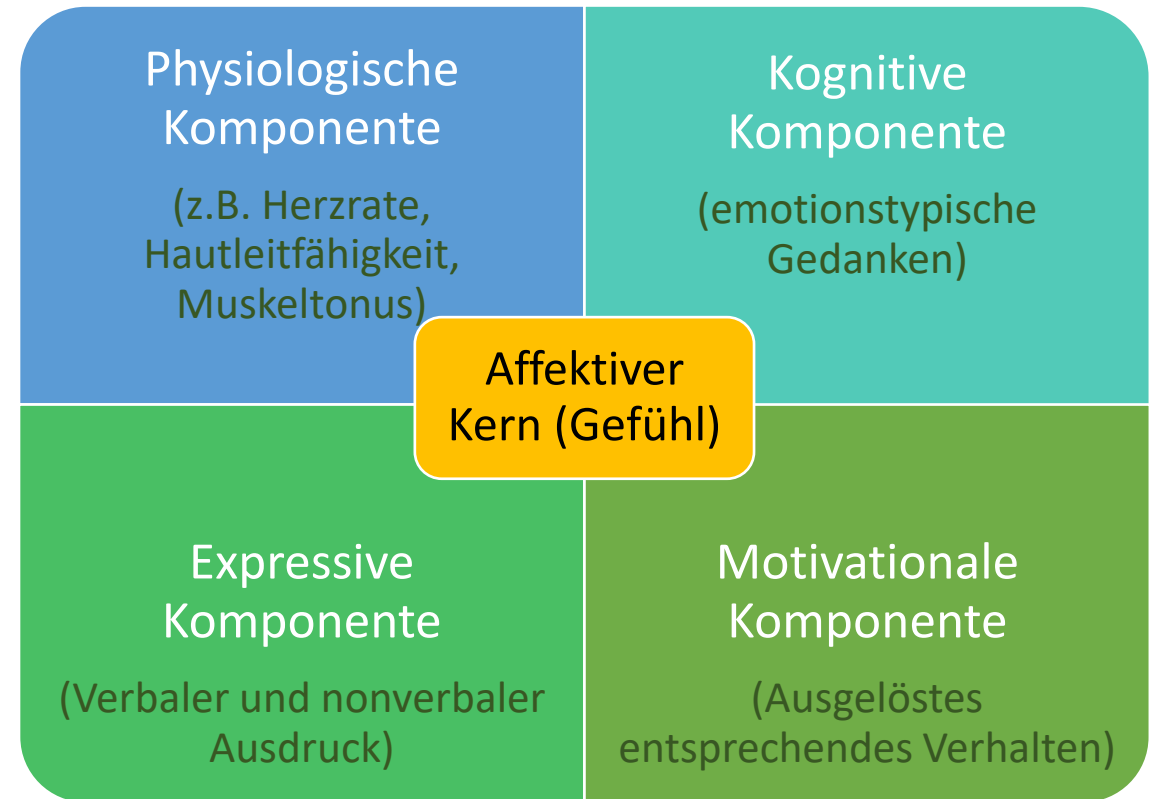 Physiologische
Komponente
(z.B. Herzrate,
Hautleitfähigkeit,
Muskeltonus)
Kognitive
Komponente
(emotionstypische
Gedanken)
Affektiver
Kern (Gefühl)
Expressive
Komponente
(Verbaler und nonverbaler
Ausdruck)
Motivationale
Komponente
(Ausgelöstes
entsprechendes Verhalten)